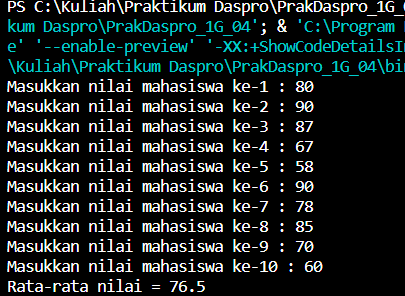 PS C:\Kuliah\Praktikum Daspro\PrakDaspro_1G_0
kum Daspro\PrakDaspro_1G_04'; & 'C:\Program
e' '--enable-preview' '-XX:+ShowCodeDetailsI
\Kuliah\Praktikum Daspro\PrakDaspro_1G_04\bin
Masukkan nilai mahasiswa ke-1 : 80
Masukkan nilai mahasiswa ke-2 : 90
Masukkan nilai mahasiswa ke-3 : 87
Masukkan nilai mahasiswa ke-4 : 67
Masukkan nilai mahasiswa ke-5 : 58
Masukkan nilai mahasiswa ke-6 : 90
Masukkan nilai mahasiswa ke-7 : 78
Masukkan nilai mahasiswa ke-8 : 85
Masukkan nilai mahasiswa ke-9 : 70
Masukkan nilai mahasiswa ke-10 : 60
Rata-rata nilai = 76.5